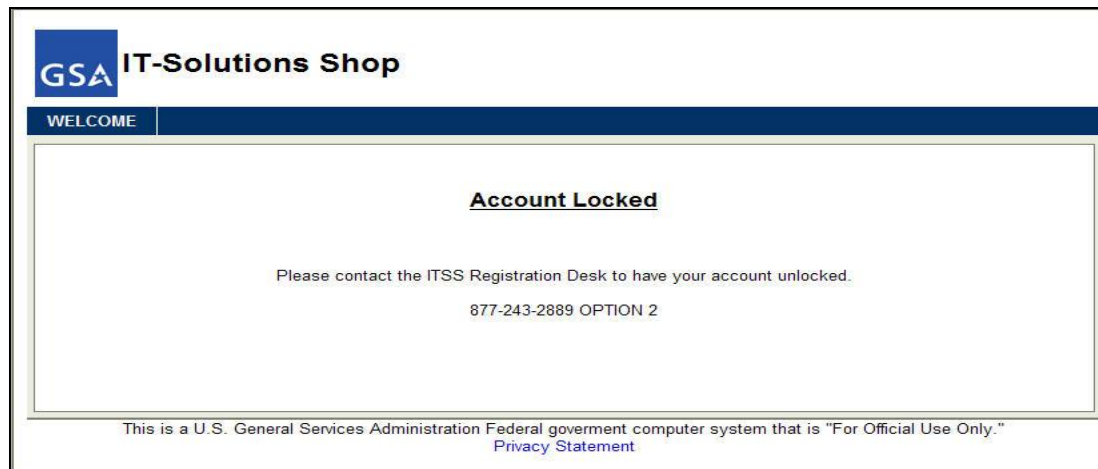 GSA IT-Solutions Shop
WELCOME
Account Locked
Please contact the ITSS Registration Desk to have your account unlocked.
877-243-2889 OPTION 2
This is a U.S. General Services Administration Federal goverment computer system that is "For Official Use Only."
Privacy Statement